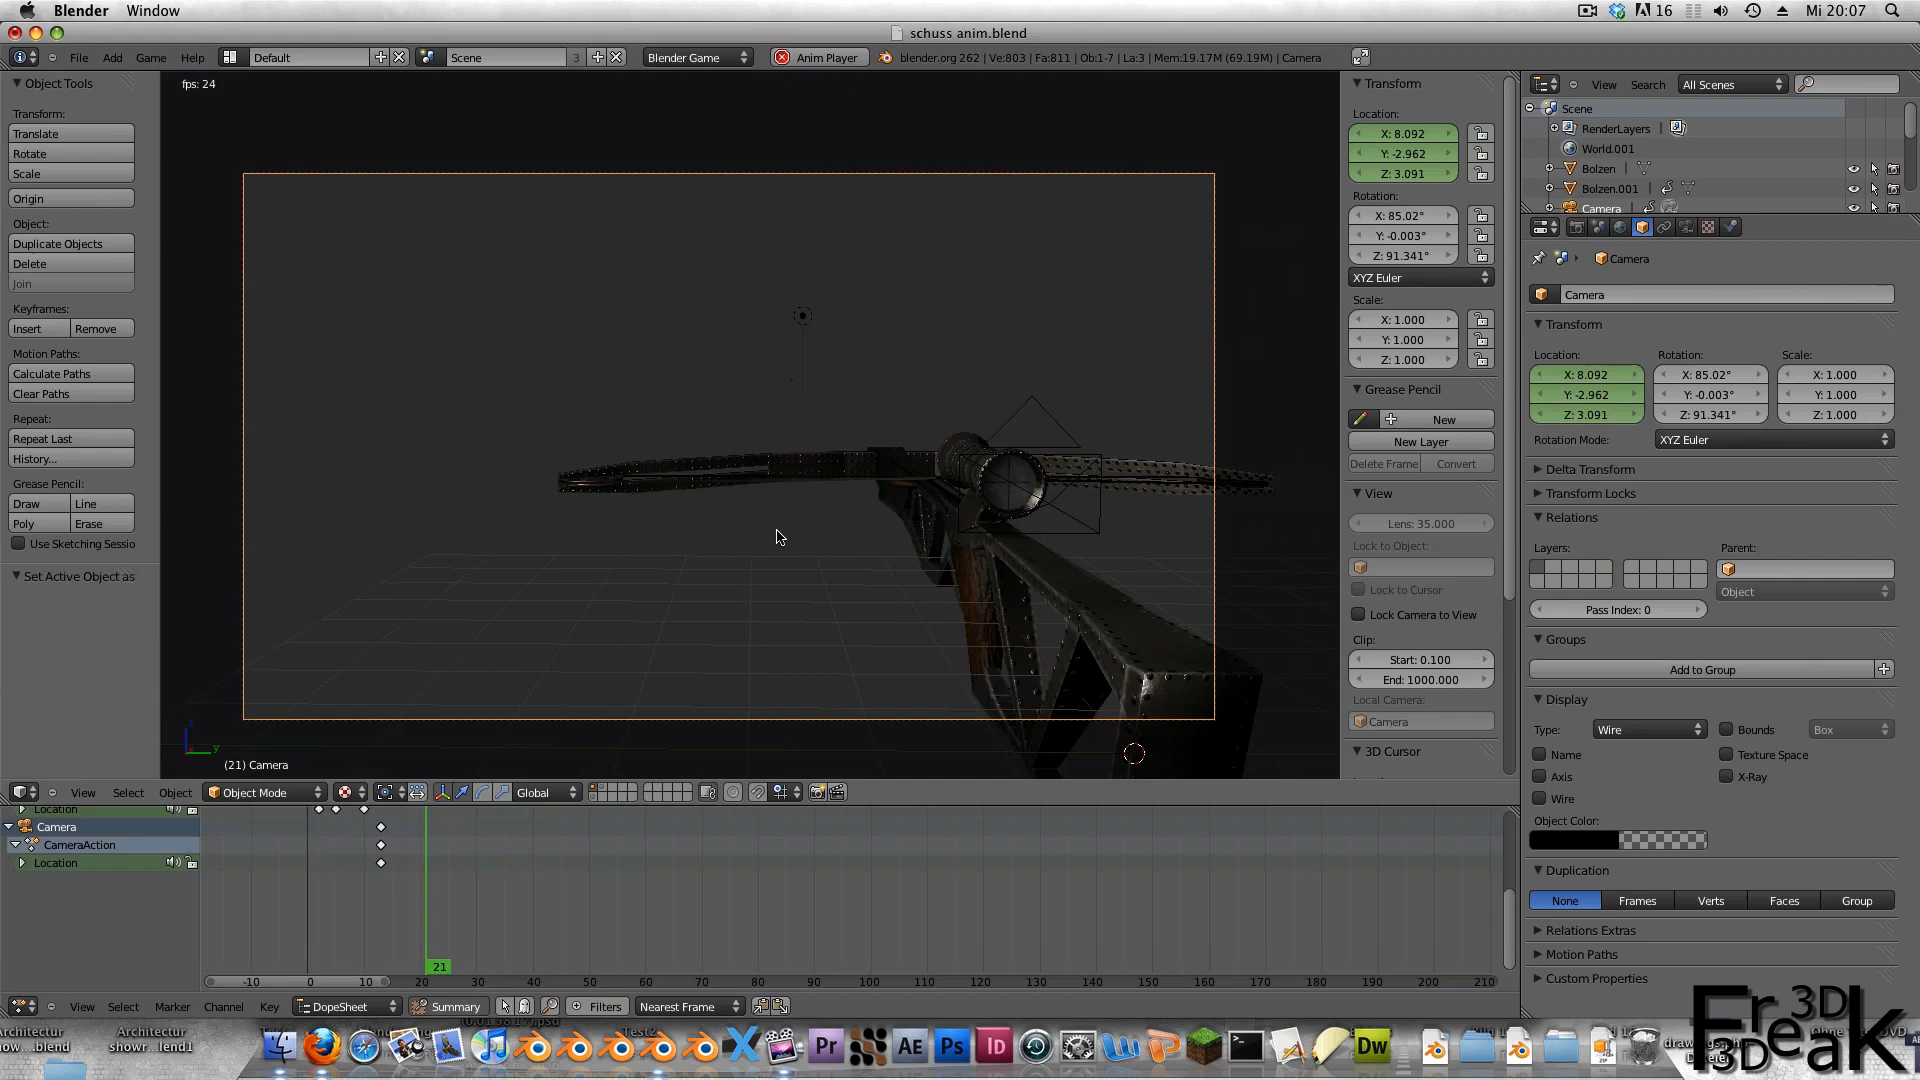 Blender Window
16 Mi 20:07
schuss anim.blend
File Add Game Help Default Scene 3 Blender Game Anim Player blender.org 262 | Ve:803 | Fa:811 | Ob:1-7 | La:3 | Mem:19.17M (69.19M) | Camera
Object Tools
Transform:
Translate
Rotate
Scale
Origin
Object:
Duplicate Objects
Delete
Join
Keyframes:
Insert Remove
Motion Paths:
Calculate Paths
Clear Paths
Repeat:
Repeat Last
History...
Grease Pencil:
Draw Line
Poly Erase
Use Sketching Sessio
Set Active Object as
fps: 24
z
y
(21) Camera
Transform
Location:
X: 8.092
Y: -2.962
Z: 3.091
Rotation:
X: 85.02°
Y: -0.003°
Z: 91.341°
XYZ Euler
Scale:
X: 1.000
Y: 1.000
Z: 1.000
Grease Pencil
New
New Layer
Delete Frame Convert
View
Lens: 35.000
Lock to Object:
Lock to Cursor
Lock Camera to View
Clip:
Start: 0.100
End: 1000.000
Local Camera:
Camera
3D Cursor
View Search All Scenes
Scene
RenderLayers
World.001
Bolzen
Bolzen.001
Camera
Camera
Camera
Transform
Location: Rotation: Scale:
X: 8.092 X: 85.02° X: 1.000
Y: -2.962 Y: -0.003° Y: 1.000
Z: 3.091 Z: 91.341° Z: 1.000
Rotation Mode: XYZ Euler
Delta Transform
Transform Locks
Relations
Layers: Parent:
Object
Pass Index: 0
Groups
Add to Group
Display
Type: Wire Bounds Box
Name Texture Space
Axis X-Ray
Wire
Object Color:
Duplication
None Frames Verts Faces Group
Relations Extras
Motion Paths
Custom Properties
View Select Object Object Mode Global
Location
Camera
CameraAction
Location
21
-10 0 10 20 30 40 50 60 70 80 90 100 110 120 130 140 150 160 170 180 190 200 210
View Select Marker Channel Key DopeSheet Summary Filters Nearest Frame
Architectur
Architectur
showr...lend1
Pr AE Ps Id Dw
Fr3D
Freak
3D